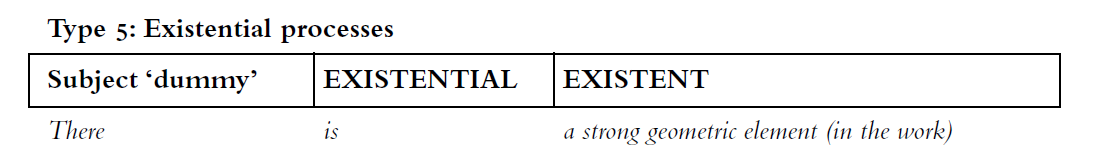 Type 5: Existential processes
Subject ‘dummy’ EXISTENTIAL EXISTENT
There is a strong geometric element (in the work)